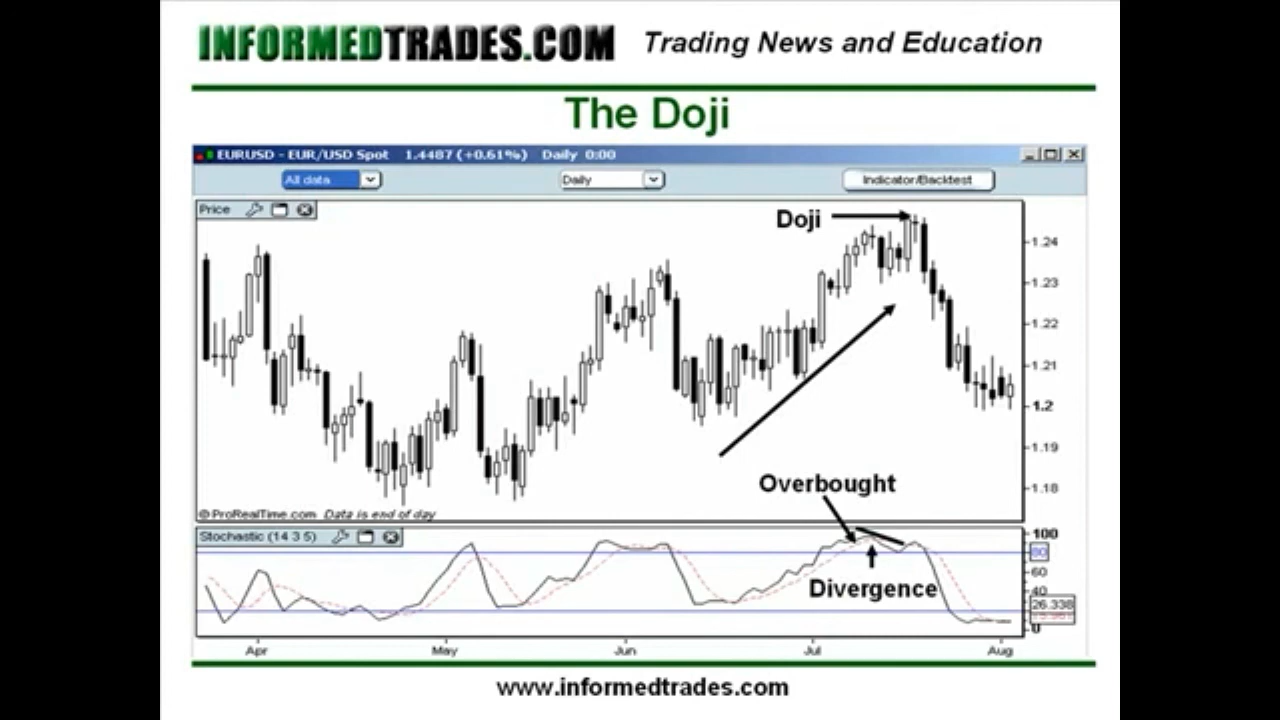 INFORMEDTRADES.COM Trading News and Education
The Doji
EURUSD - EUR/USD Spot 1.4487 (+0.61%) Daily 0:00
All data Daily Indicator/Backtest
Price
Doji
1.24
1.23
1.22
1.21
1.2
1.19
1.18
Overbought
© ProRealTime.com Data is end of day
Stochastic (14 3 5)
100
80
60
40
Divergence
26.338
0
Apr May Jun Jul Aug
www.informedtrades.com